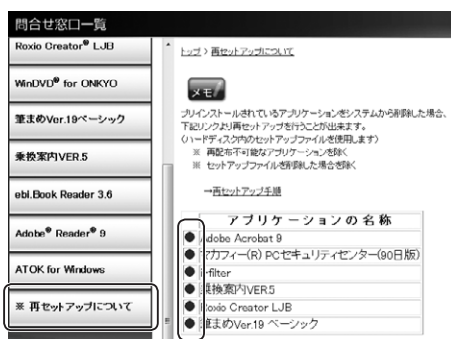 問合せ窓口一覧
Roxio Creator® LJB
WinDVD® for ONKYO
筆まめVer.19ベーシック
乗換案内VER.5
ebi.Book Reader 3.6
Adobe® Reader® 9
ATOK for Windows
※ 再セットアップについて
トップ > 再セットアップについて
メモ
プリインストールされているアプリケーションをシステムから削除した場合、
下記リンクより再セットアップを行うことが出来ます。
(ハードディスク内のセットアップファイルを使用します)
※ 再配布不可能なアプリケーションを除く
※ セットアップファイルを削除した場合を除く
→再セットアップ手順
アプリケーションの名称
● Adobo Acrobat 9
● マカフィー(R) PCセキュリティセンター(90日版)
● i-filter
● 乗換案内VER5
● Roxio Creator LJB
● 筆まめVer.19 ベーシック